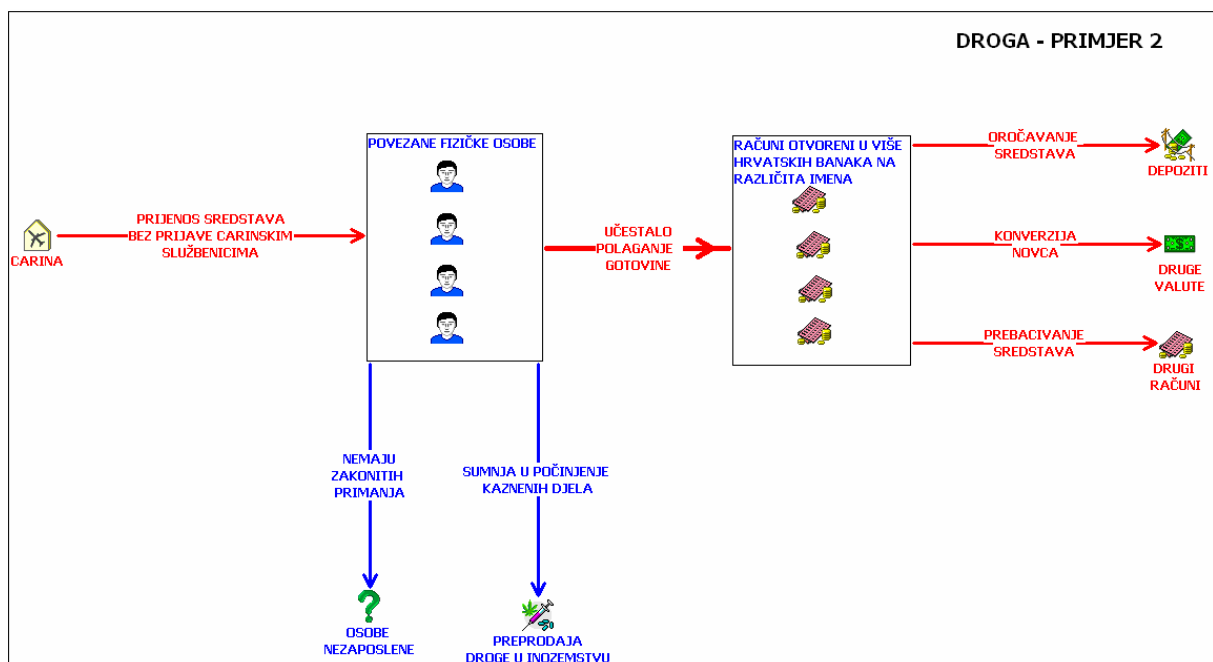 DROGA - PRIMJER 2
CARINA
PRIJENOS SREDSTAVA
BEZ PRIJAVE CARINSKIM
SLUŽBENICIMA
POVEZANE FIZIČKE OSOBE
UČESTALO
POLAGANJE
GOTOVINE
RAČUNI OTVORENI U VIŠE
HRVATSKIH BANAKA NA
RAZLIČITA IMENA
OROČAVANJE
SREDSTAVA
DEPOZITI
KONVERZIJA
NOVCA
DRUGE
VALUTE
PREBACIVANJE
SREDSTAVA
DRUGI
RAČUNI
NEMAJU
ZAKONITIH
PRIMANJA
OSOBE
NEZAPOSLENE
SUMNJA U POČINJENJE
KAZNENIH DJELA
PREPRODAJA
DROGE U INOZEMSTVU